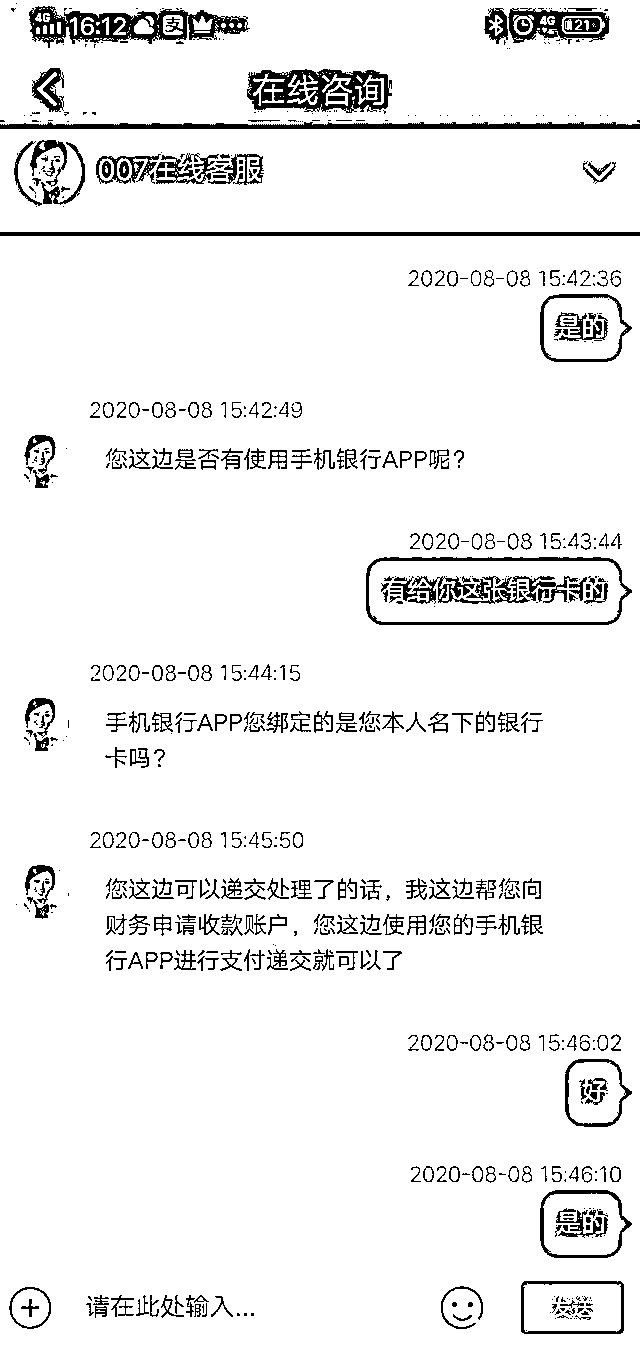 4G 16:12 支 4G 21
在线咨询
007在线客服
2020-08-08 15:42:36
是的
2020-08-08 15:42:49
您这边是否有使用手机银行APP呢？
2020-08-08 15:43:44
有给你这张银行卡的
2020-08-08 15:44:15
手机银行APP您绑定的是您本人名下的银行
卡吗？
2020-08-08 15:45:50
您这边可以递交处理了的话，我这边帮您向
财务申请收款账户，您这边使用您的手机银
行APP进行支付递交就可以了
2020-08-08 15:46:02
好
2020-08-08 15:46:10
是的
请在此处输入...
发送